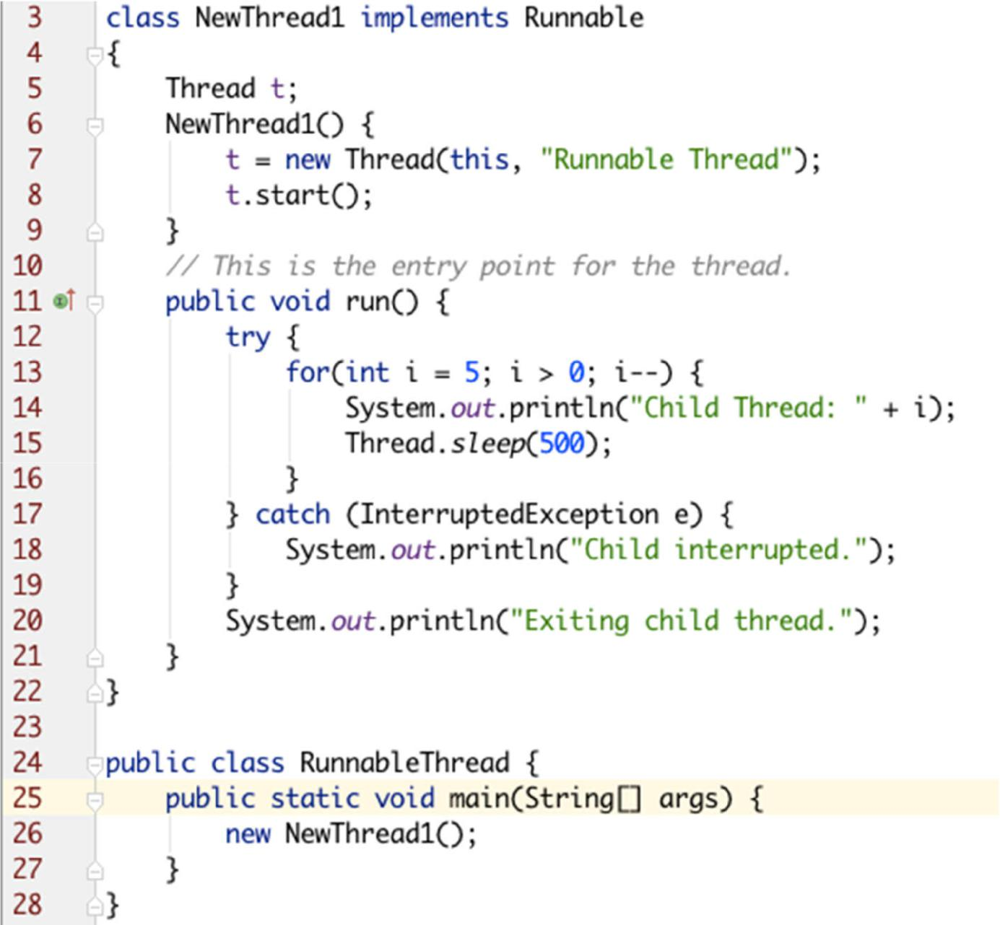 3 class NewThread1 implements Runnable
4 {
5     Thread t;
6     NewThread1() {
7         t = new Thread(this, "Runnable Thread");
8         t.start();
9     }
10     // This is the entry point for the thread.
11     public void run() {
12         try {
13             for(int i = 5; i > 0; i--) {
14                 System.out.println("Child Thread: " + i);
15                 Thread.sleep(500);
16             }
17         } catch (InterruptedException e) {
18             System.out.println("Child interrupted.");
19         }
20         System.out.println("Exiting child thread.");
21     }
22 }
23
24 public class RunnableThread {
25     public static void main(String[] args) {
26         new NewThread1();
27     }
28 }